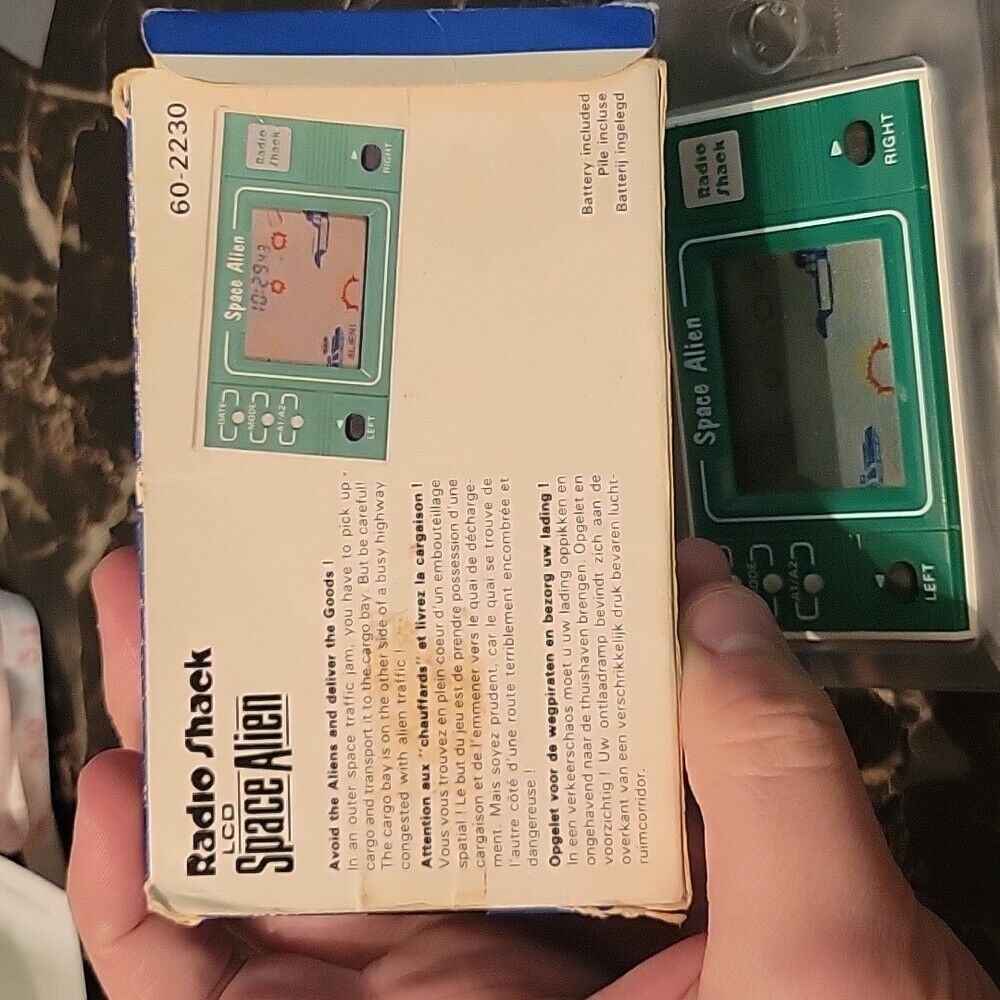 Radio Shack
LCD
Space Alien
60-2230
Avoid the Aliens and deliver the Goods !
In an outer space traffic jam, you have to pick up
cargo and transport it to the cargo bay. But be careful!
The cargo bay is on the other side of a busy highway
congested with alien traffic !
Attention aux "chauffards" et livrez la cargaison !
Vous vous trouvez en plein coeur d'un embouteillage
spatial ! Le but du jeu est de prendre possession d'une
cargaison et de l'immener vers le quai de décharge-
ment. Mais soyez prudent, car le quai se trouve de
l'autre côté d'une route terriblement encombrée et
dangereuse !
Opgelet voor de wegpiraten en bezorg uw lading !
In een verkeerschaos moet u uw lading oppikken en
ongehavend naar de thuishaven brengen. Opgelet en
voorzichtig ! Uw ontlaadramp bevindt zich aan de
overkant van een verschrikkelijk druk bevaren lucht-
ruimcorridor.
DATE
MODE
A1/A2
LEFT
Space Alien
10:29 43
ALIEN1
Radio Shack
RIGHT
Battery included
Pile incluse
Batterij ingelegd
A1/A2
LEFT
Space Alien
Radio
Shack
RIGHT